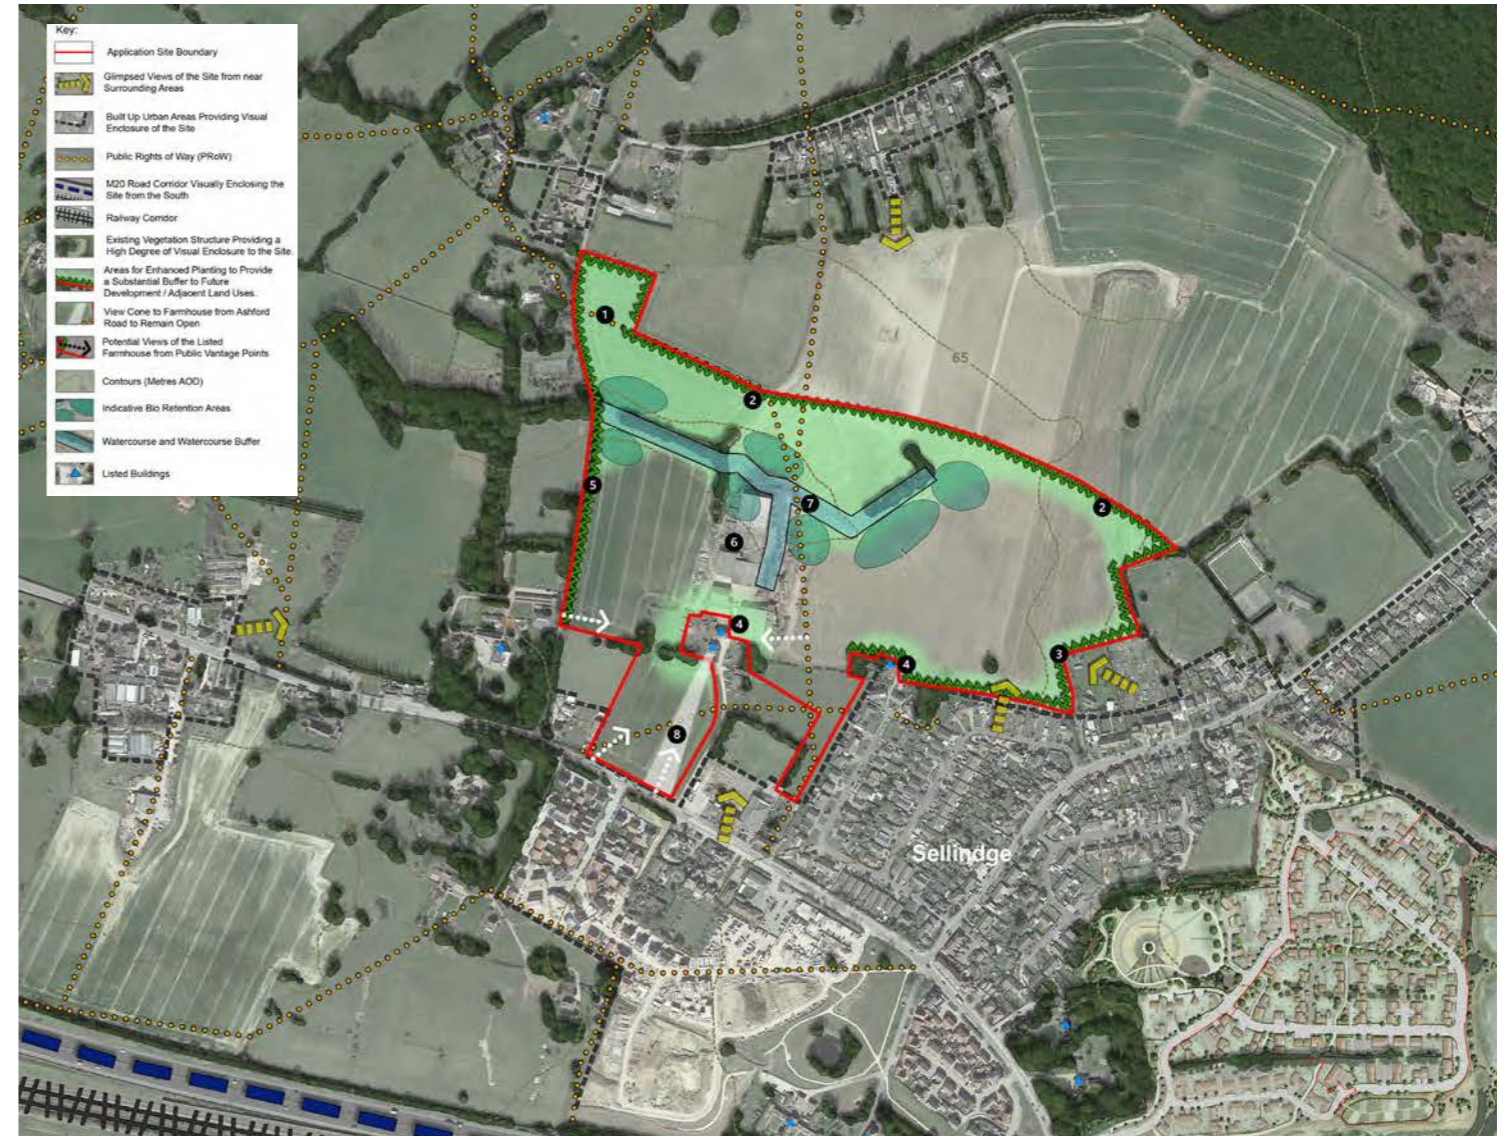 Key:
Application Site Boundary
Glimpsed Views of the Site from near
Surrounding Areas
Built Up Urban Areas Providing Visual
Enclosure of the Site
Public Rights of Way (PRoW)
M20 Road Corridor Visually Enclosing the
Site from the South
Railway Corridor
Existing Vegetation Structure Providing a
High Degree of Visual Enclosure to the Site.
Areas for Enhanced Planting to Provide
a Substantial Buffer to Future
Development / Adjacent Land Uses.
View Cone to Farmhouse from Ashford
Road to Remain Open
Potential Views of the Listed
Farmhouse from Public Vantage Points
Contours (Metres AOD)
Indicative Bio Retention Areas
Watercourse and Watercourse Buffer
Listed Buildings
1
65
2
5
7
2
6
4
3
4
8
Sellindge